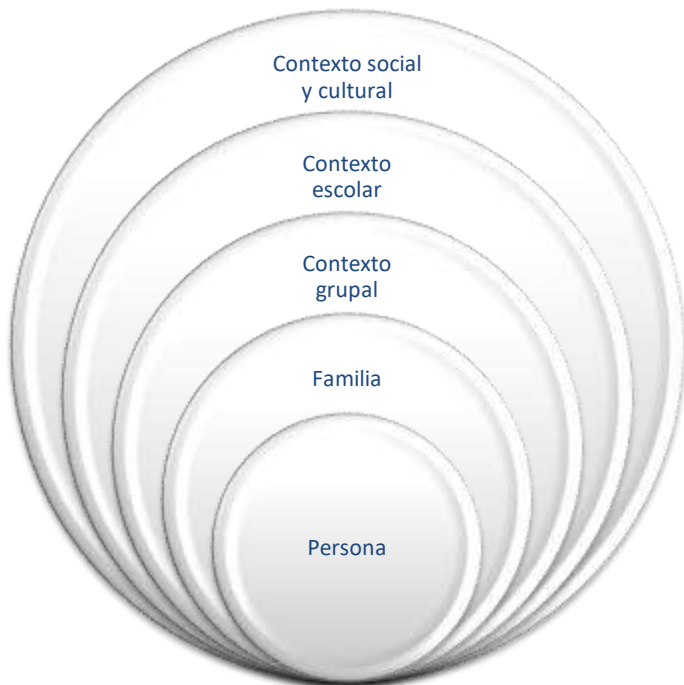 Contexto social
y cultural
Contexto
escolar
Contexto
grupal
Familia
Persona